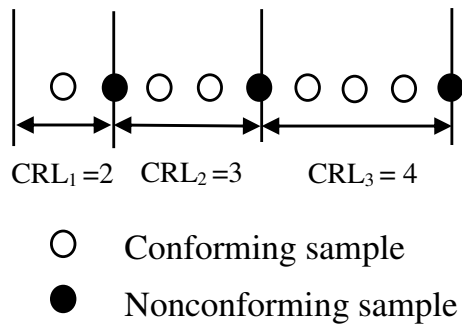 CRL₁ =2 CRL₂ =3 CRL₃ = 4
Conforming sample
Nonconforming sample